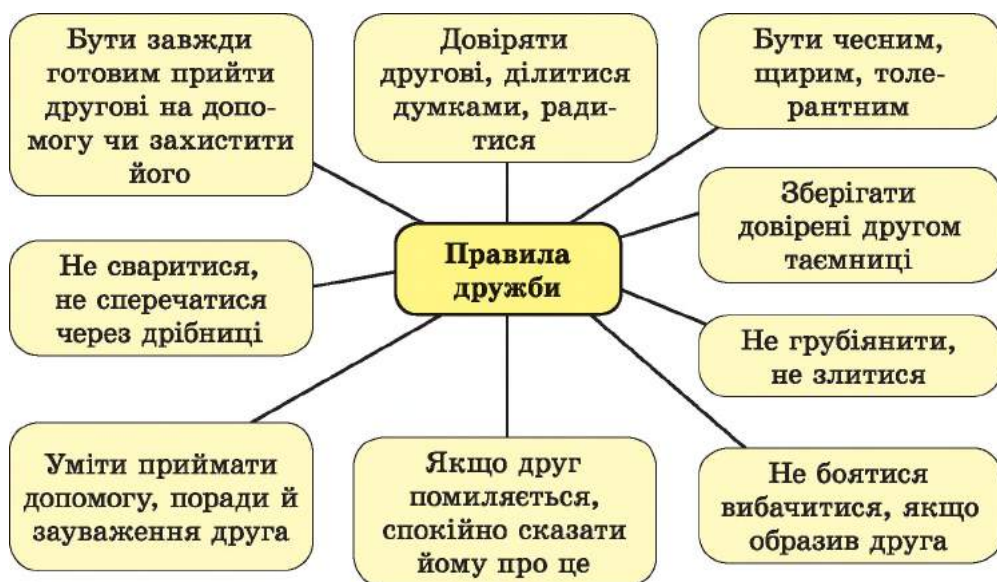 Бути завжди
готовим прийти
другові на допо-
могу чи захистити
його
Довіряти
другові, ділитися
думками, ради-
тися
Бути чесним,
щирим, толе-
рантним
Зберігати
довірені другом
таємниці
Правила
дружби
Не сваритися,
не сперечатися
через дрібниці
Не грубіянити,
не злитися
Уміти приймати
допомогу, поради й
зауваження друга
Якщо друг
помиляється,
спокійно сказати
йому про це
Не боятися
вибачитися, якщо
образив друга